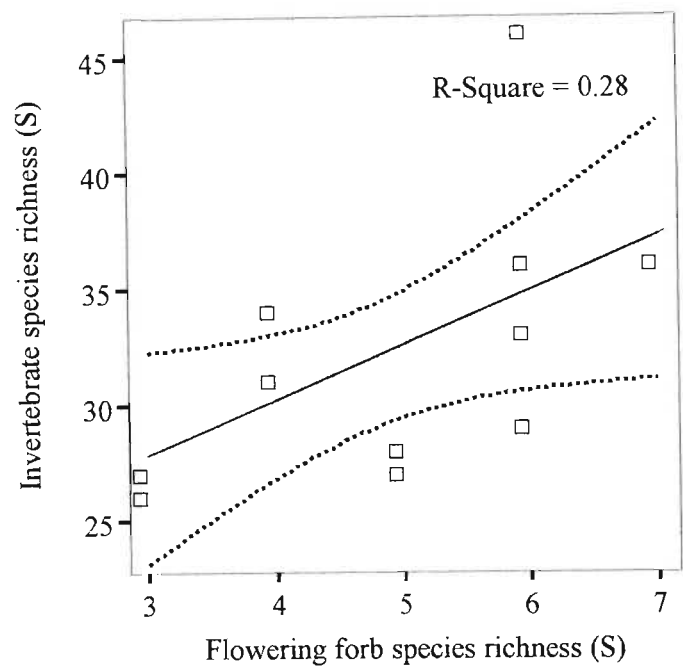 Invertebrate species richness (S)
45
40
35
30
25
R-Square = 0.28
3 4 5 6 7
Flowering forb species richness (S)